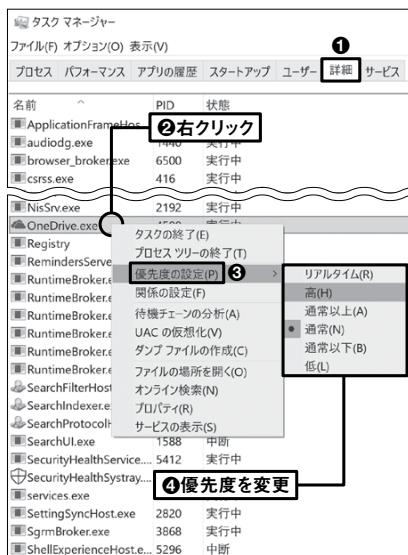 タスク マネージャー
ファイル(F) オプション(O) 表示(V)
❶
プロセス パフォーマンス アプリの履歴 スタートアップ ユーザー 詳細 サービス
名前 PID 状態
ApplicationFrameHos
❷右クリック
audiodg.exe 1440 実行中
browser_broker.exe 6500 実行中
csrss.exe 416 実行中
NisSrv.exe 2192 実行中
OneDrive.exe
Registry
RemindersServe
RuntimeBroker.e
RuntimeBroker.e
RuntimeBroker.e
RuntimeBroker.e
RuntimeBroker.e
RuntimeBroker.e
SearchFilterHost
SearchIndexer.e
SearchProtocolH
タスクの終了(E)
プロセス ツリーの終了(T)
優先度の設定(P) ❸
関係の設定(F)
待機チェーンの分析(A)
UAC の仮想化(V)
ダンプ ファイルの作成(C)
ファイルの場所を開く(O)
オンライン検索(N)
プロパティ(R)
サービスの表示(S)
リアルタイム(R)
高(H)
通常以上(A)
通常(N)
通常以下(B)
低(L)
SearchUI.exe 1588 中断
SecurityHealthService.... 5412 実行中
SecurityHealthSystray....
❹優先度を変更
services.exe
SettingSyncHost.exe 2820 実行中
SgrmBroker.exe 3868 実行中
ShellExperienceHost.e... 5296 中断